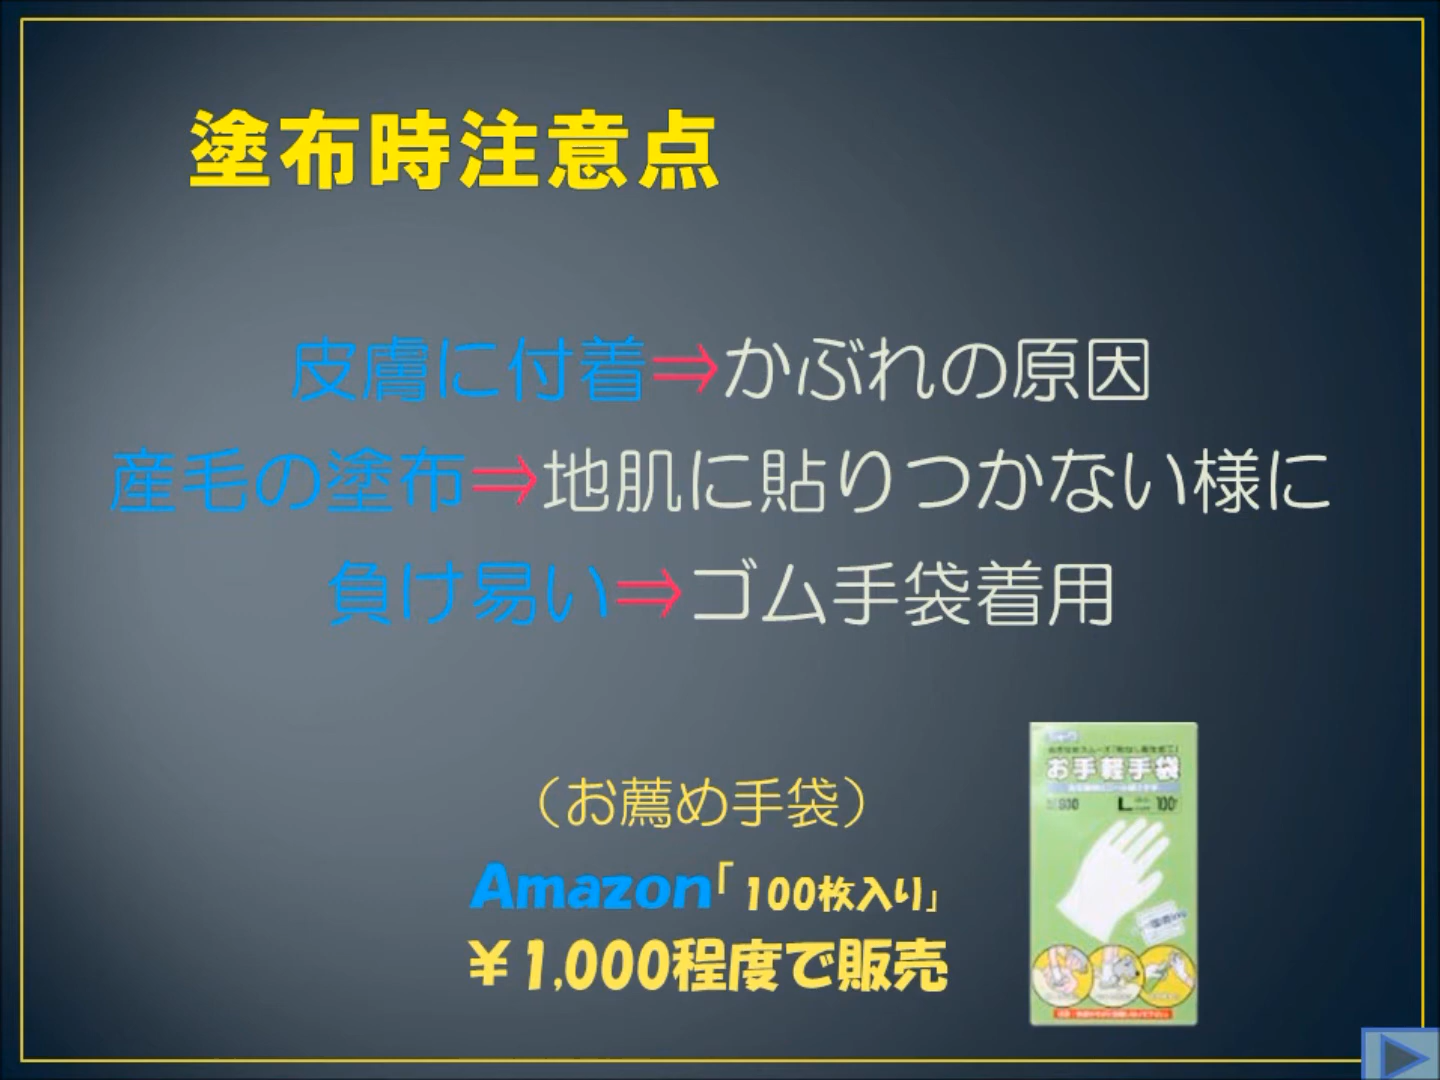 塗布時注意点
皮膚に付着⇒かぶれの原因
産毛の塗布⇒地肌に貼りつかない様に
負け易い⇒ゴム手袋着用
（お薦め手袋）
Amazon「100枚入り」
￥1,000程度で販売
お手軽手袋
L 100